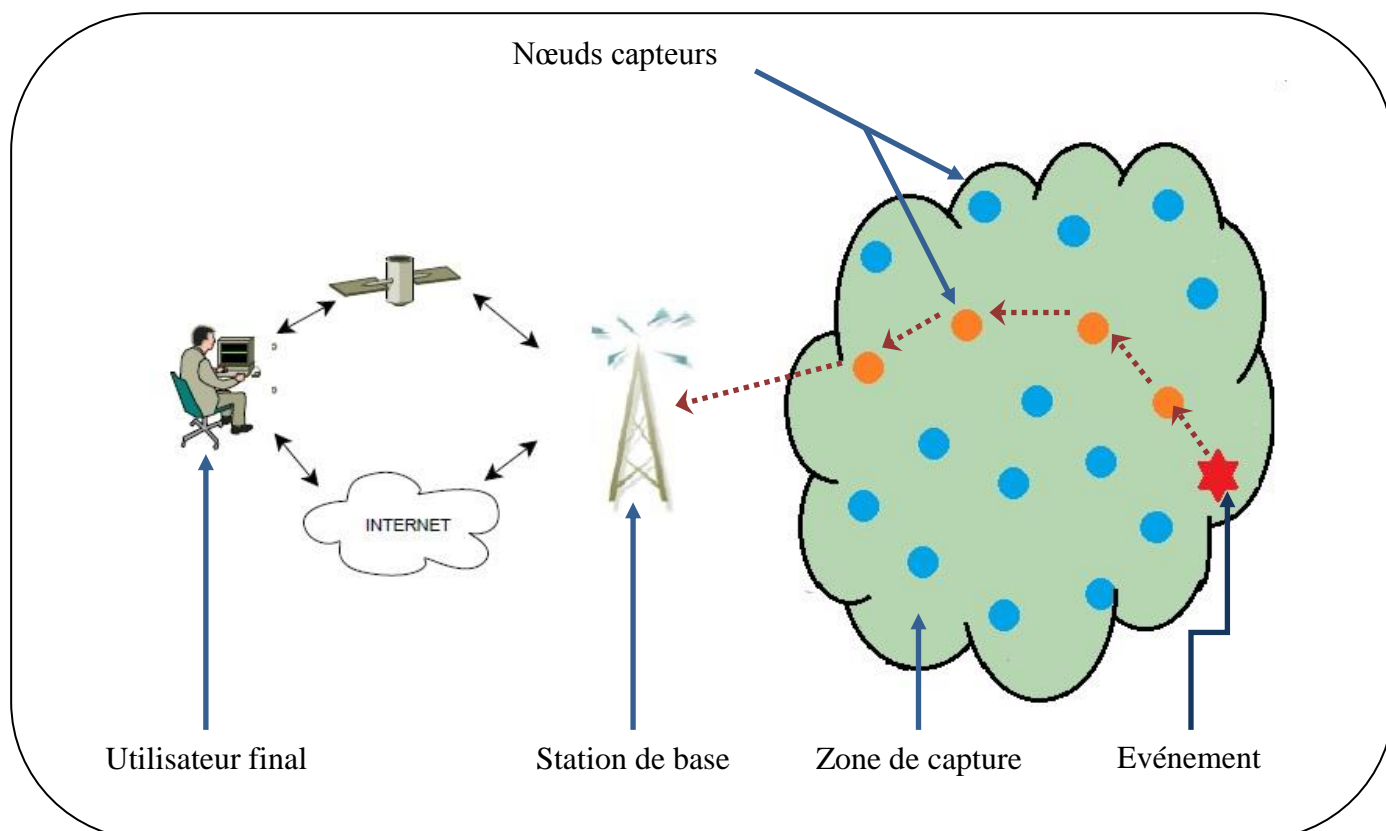 Nœuds capteurs
INTERNET
Utilisateur final
Station de base
Zone de capture
Evénement